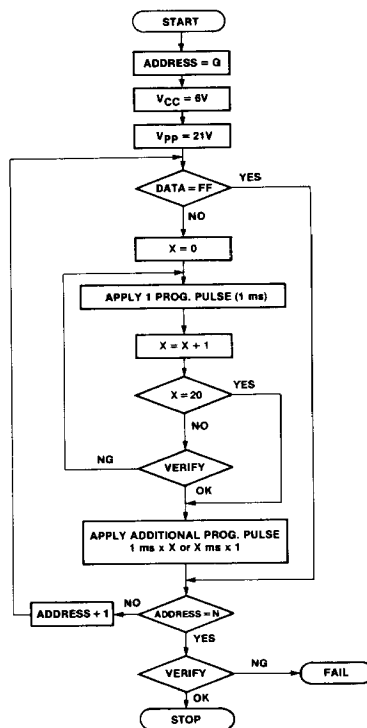 START
ADDRESS = G
VCC = 6V
Vpp = 21V
DATA = FF
YES
NO
X = 0
APPLY 1 PROG. PULSE (1 ms)
X = X + 1
X = 20
YES
NO
NG
VERIFY
OK
APPLY ADDITIONAL PROG. PULSE
1 ms x X or X ms x 1
ADDRESS + 1
NO
ADDRESS = N
YES
VERIFY
NG
FAIL
OK
STOP